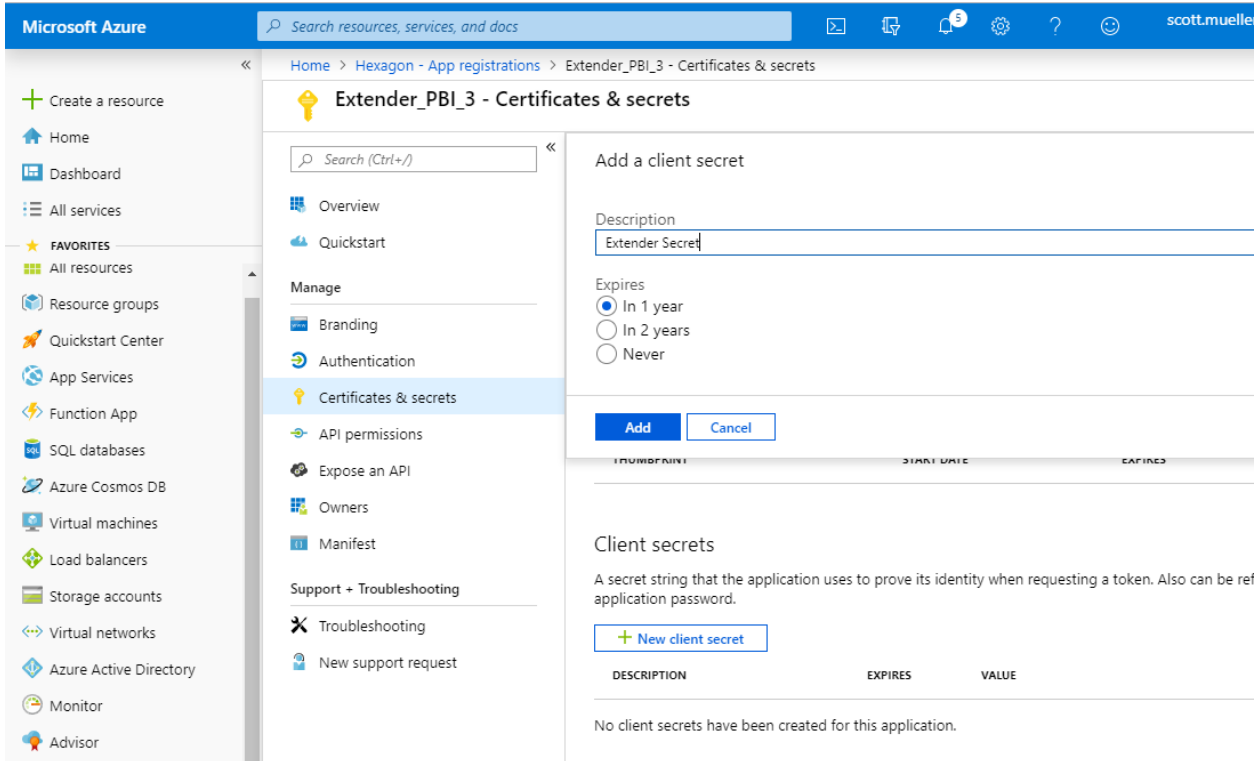 Microsoft Azure
Search resources, services, and docs
5
scott.mueller
Home > Hexagon - App registrations > Extender_PBI_3 - Certificates & secrets
Extender_PBI_3 - Certificates & secrets
Create a resource
Home
Dashboard
All services
FAVORITES
All resources
Resource groups
Quickstart Center
App Services
Function App
SQL databases
Azure Cosmos DB
Virtual machines
Load balancers
Storage accounts
Virtual networks
Azure Active Directory
Monitor
Advisor
Search (Ctrl+/)
Overview
Quickstart
Manage
Branding
Authentication
Certificates & secrets
API permissions
Expose an API
Owners
Manifest
Support + Troubleshooting
Troubleshooting
New support request
Add a client secret
Description
Extender Secret
Expires
In 1 year
In 2 years
Never
Add
Cancel
THUMBPRINT START DATE EXPIRES
Client secrets
A secret string that the application uses to prove its identity when requesting a token. Also can be ref
application password.
New client secret
DESCRIPTION EXPIRES VALUE
No client secrets have been created for this application.